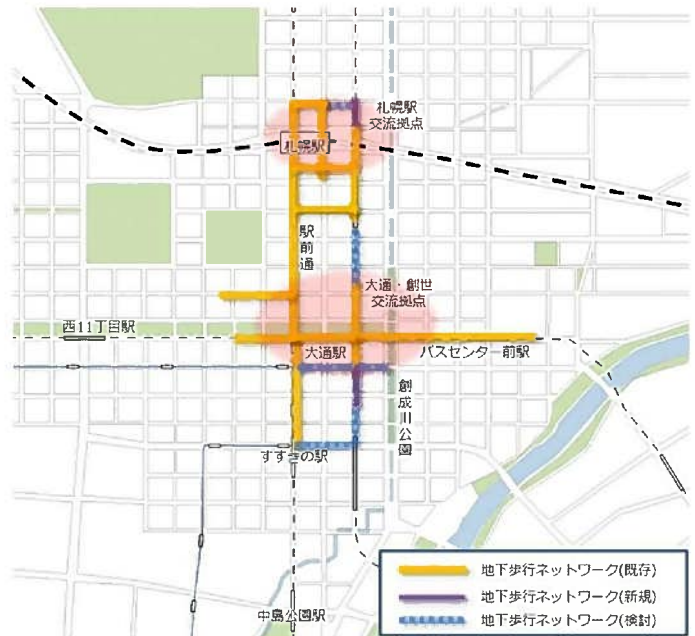 札幌駅
交流拠点
札幌駅
駅前通
大通・創世
交流拠点
西11丁目駅
大通駅
バスセンター前駅
創成川公園
すすきの駅
中島公園駅
地下歩行ネットワーク(既存)
地下歩行ネットワーク(新規)
地下歩行ネットワーク(検討)